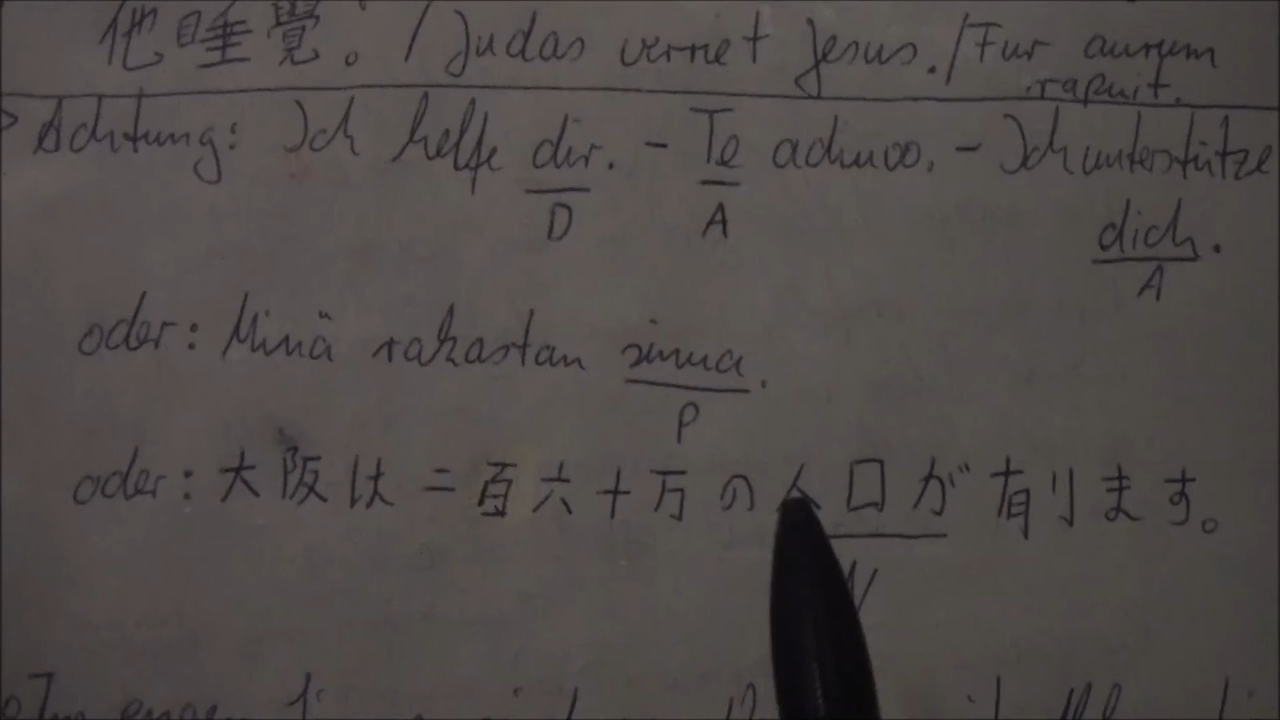 他睡覺。/ Judas verriet Jesus. / Fur aurum
rapuit.
> Achtung: Ich helfe dir. - Te adiuvo. - Ich unterstütze
D A dich.
A
oder: Minä rakastan sinua.
P
oder: 大阪は二百六十万の人口が有ります。
N